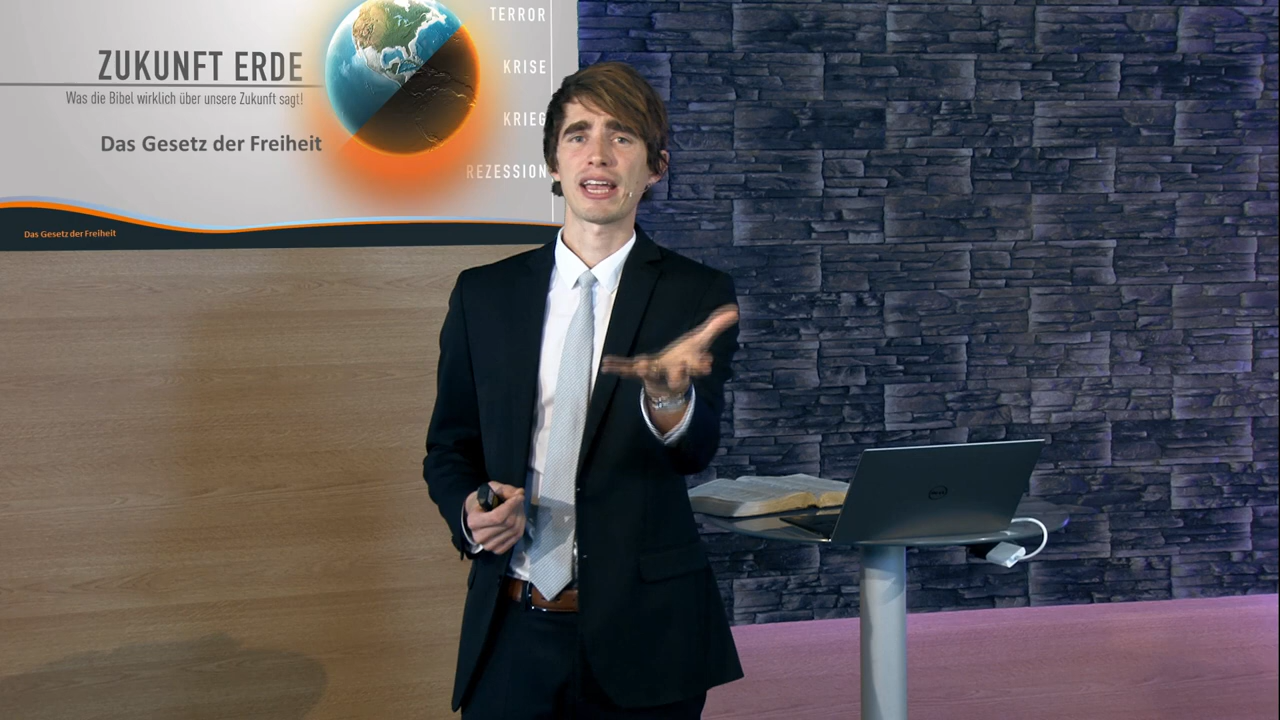 TERROR
ZUKUNFT ERDE
KRISE
Was die Bibel wirklich über unsere Zukunft sagt!
KRIEG
Das Gesetz der Freiheit
REZESSION
Das Gesetz der Freiheit
DELL